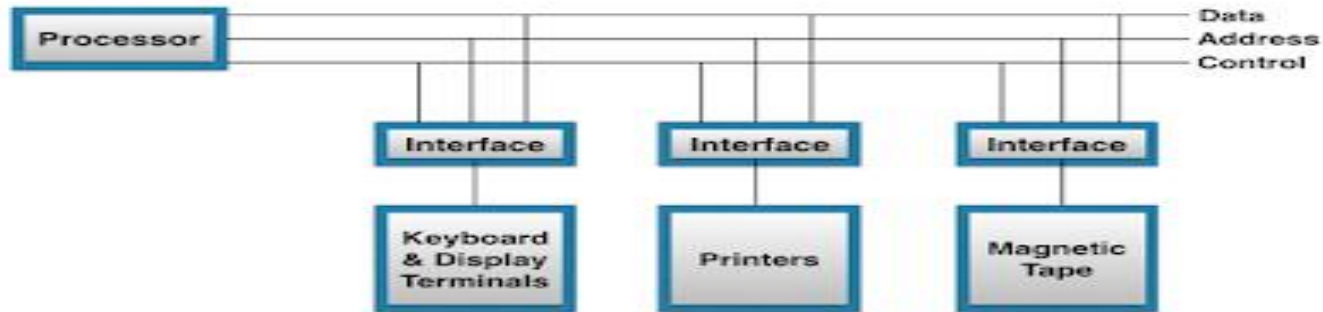 Data
Processor
Address
Control
Interface
Interface
Interface
Keyboard
& Display
Terminals
Printers
Magnetic
Tape